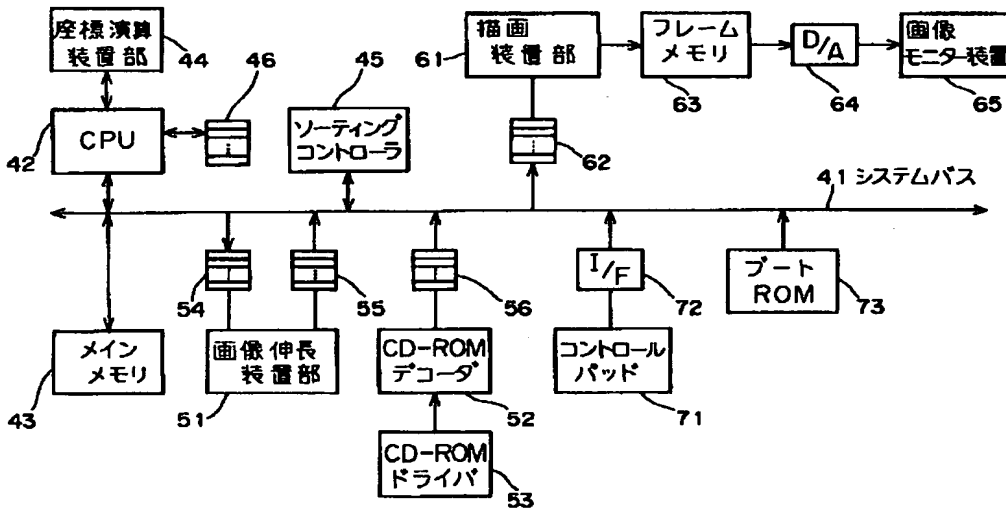 座標演算
装置部
44
46
45
描画
装置部
61
フレーム
メモリ
63
D/A
64
画像
モニター装置
65
CPU
42
ソーティング
コントローラ
62
41 システムバス
54
55
56
I/F
72
ブート
ROM
73
メイン
メモリ
43
画像伸長
装置部
51
CD-ROM
デコーダ
52
コントロール
パッド
71
CD-ROM
ドライバ
53